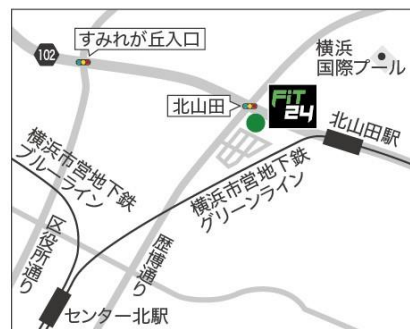 すみれが丘入口
102
横浜
国際プール
FiT
24
北山田
北山田駅
横浜市営地下鉄
ブルーライン
横浜市営地下鉄
グリーンライン
区役所通り
歴博通り
センター北駅